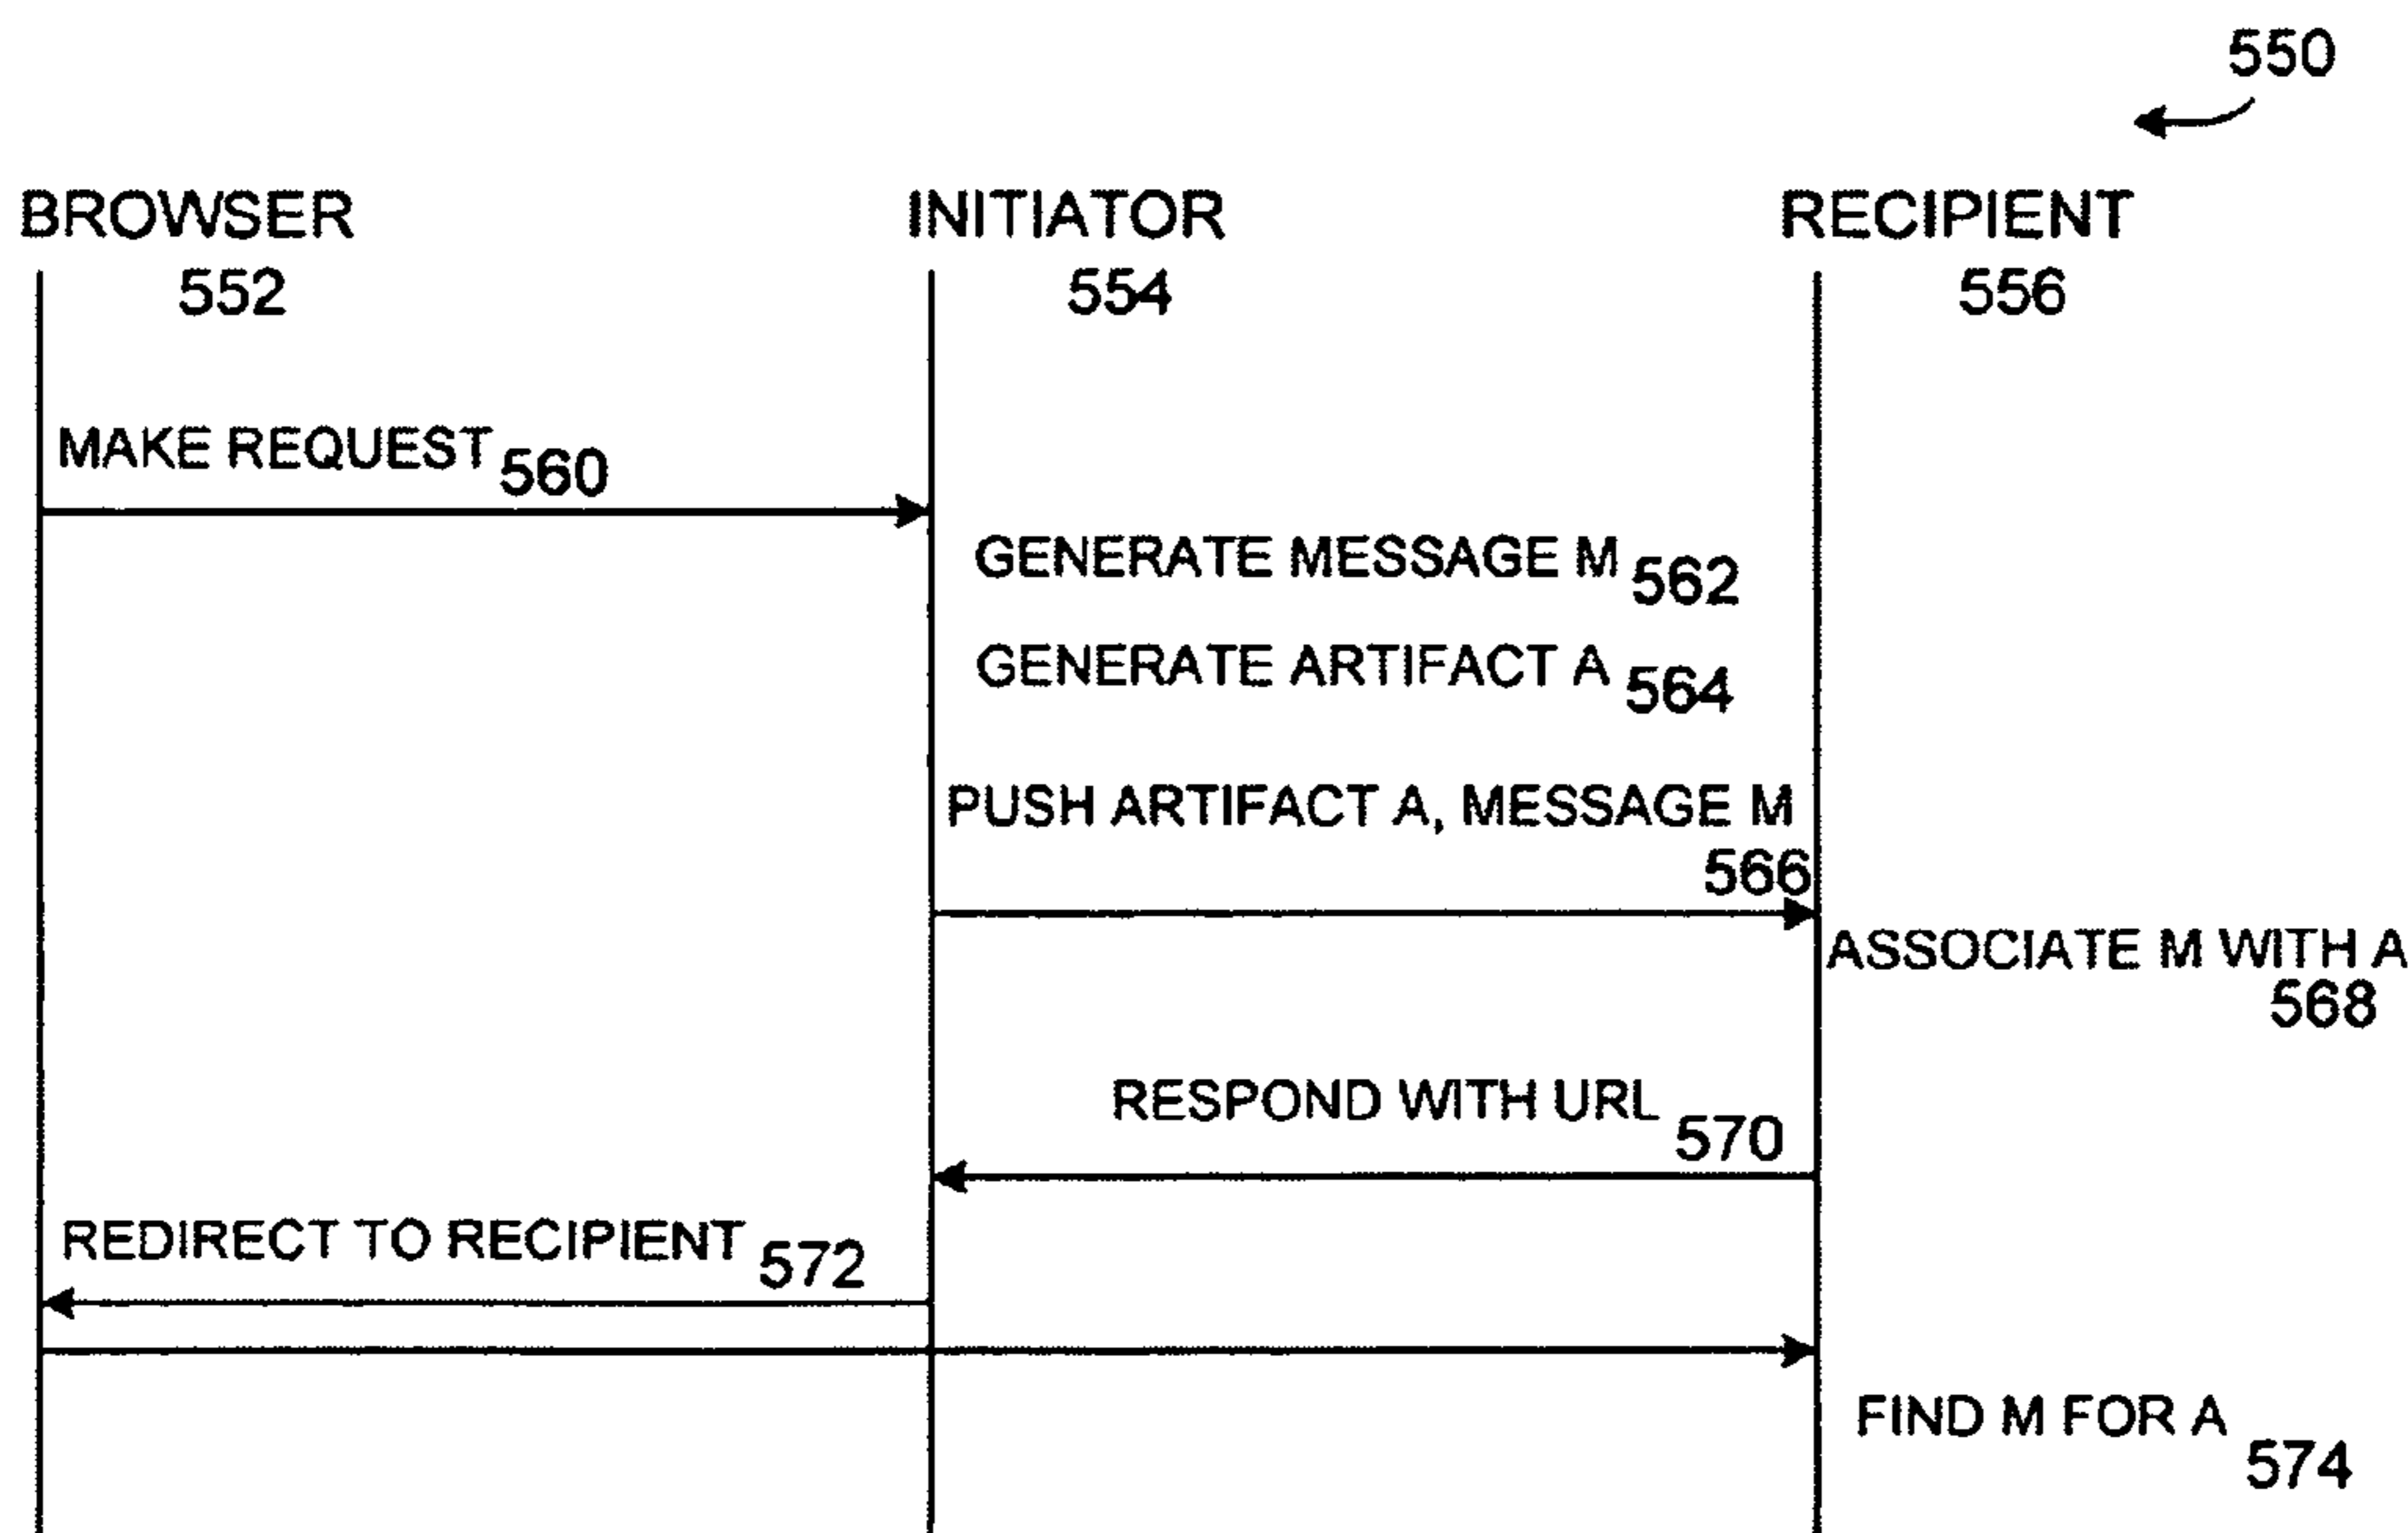 550
BROWSER
552
INITIATOR
554
RECIPIENT
556
MAKE REQUEST 560
GENERATE MESSAGE M 562
GENERATE ARTIFACT A 564
PUSH ARTIFACT A, MESSAGE M
566
ASSOCIATE M WITH A
568
RESPOND WITH URL 570
REDIRECT TO RECIPIENT 572
FIND M FOR A
574